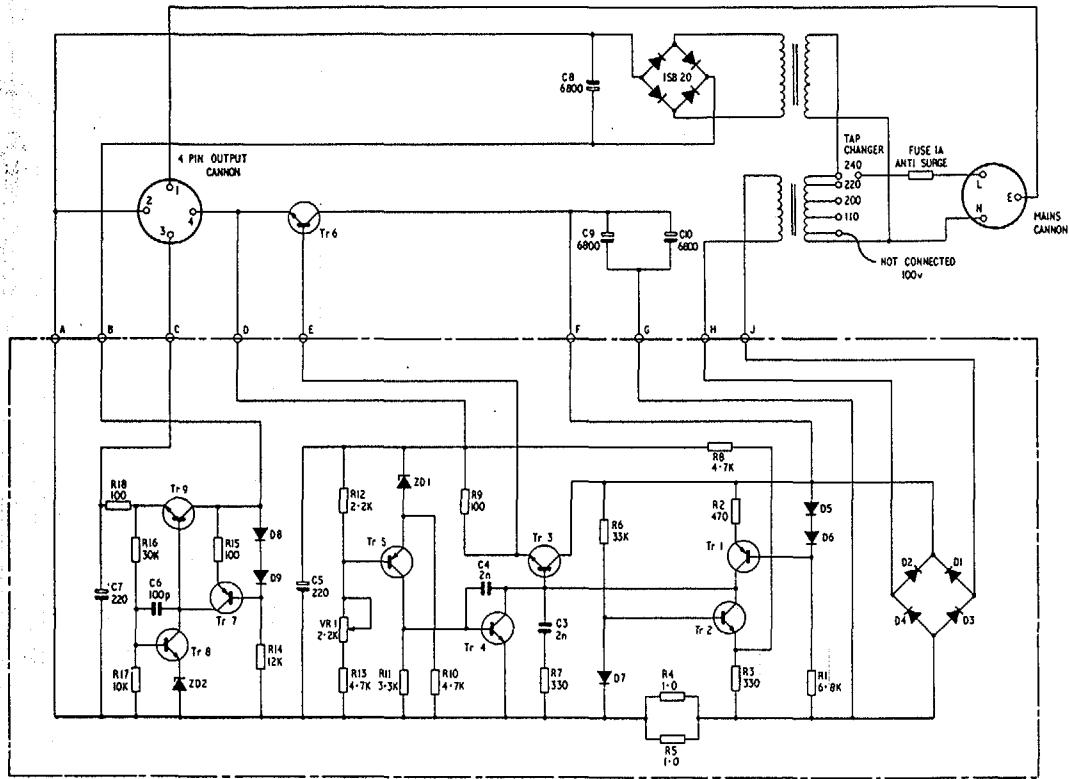 C8
6800
ISB 20
4 PIN OUTPUT
CANNON
1
2
4
3
Tr 6
C9
6800
C10
6800
TAP
CHANGER
240
220
200
110
FUSE 1A
ANTI SURGE
L
E
N
MAINS
CANNON
NOT CONNECTED
100v
A
B
C
D
E
F
G
H
J
R18
100
Tr 9
R16
30K
R15
100
D8
D9
C7
220
C6
100p
Tr 7
Tr 8
R17
10K
ZD2
R14
12K
C5
220
R12
2·2K
VR 1
2·2K
R13
4·7K
ZD1
Tr 5
R11
3·3K
R10
4·7K
C4
2n
Tr 4
R9
100
Tr 3
C3
2n
R7
330
R6
33K
D7
R8
4·7K
R2
470
Tr 1
Tr 2
R3
330
D5
D6
R1
6·8K
R4
1·0
R5
1·0
D2
D1
D4
D3